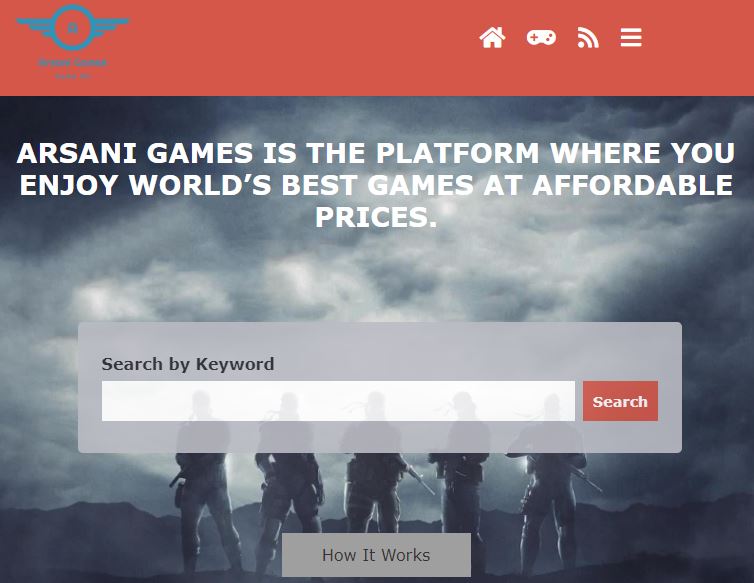 Arsani Games
ARSANI GAMES IS THE PLATFORM WHERE YOU
ENJOY WORLD’S BEST GAMES AT AFFORDABLE
PRICES.
Search by Keyword
Search
How It Works